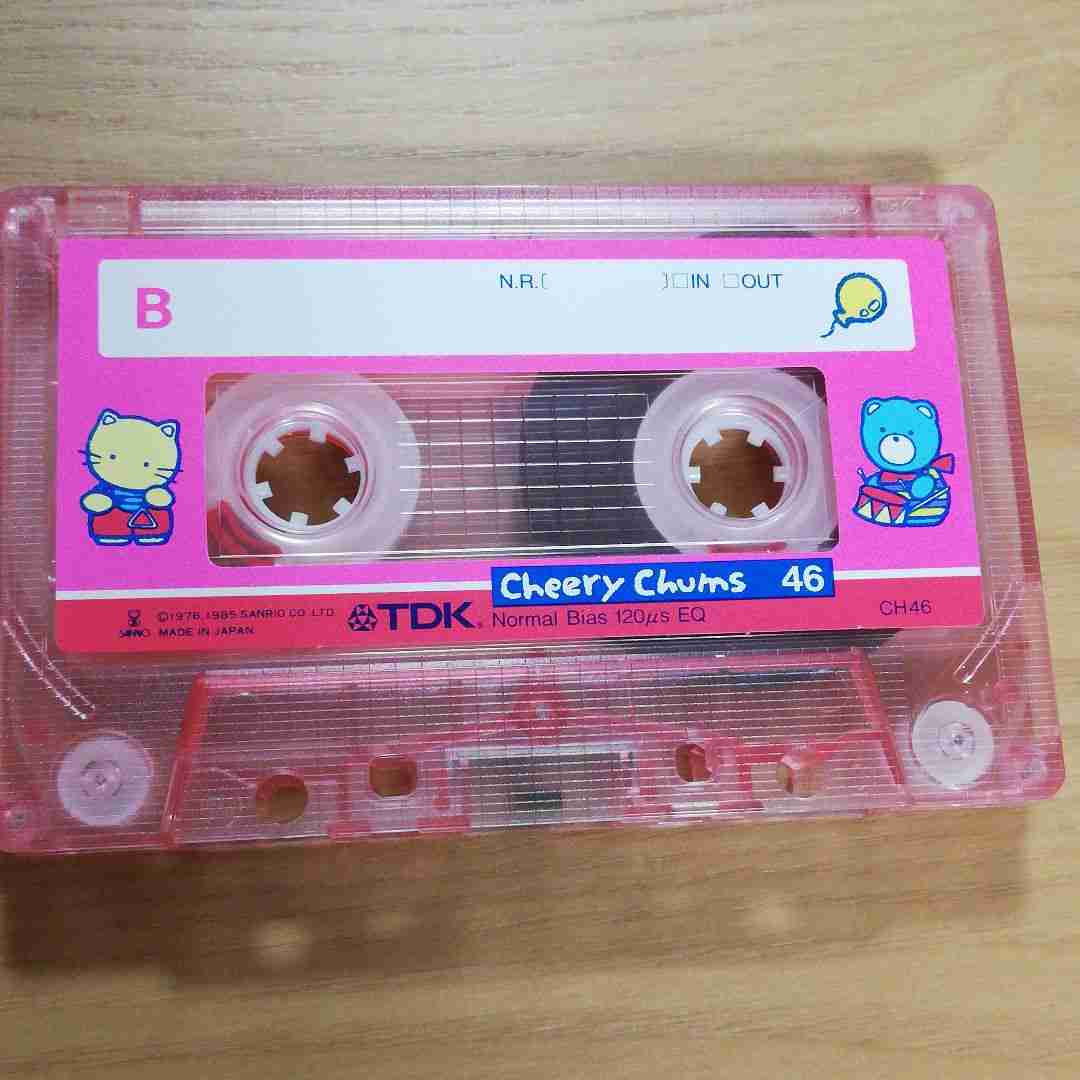 B
N.R.[ ]□IN □OUT
Cheery Chums 46
©1976,1985 SANRIO CO.,LTD.
SANRIO MADE IN JAPAN
TDK. Normal Bias 120μs EQ
CH46